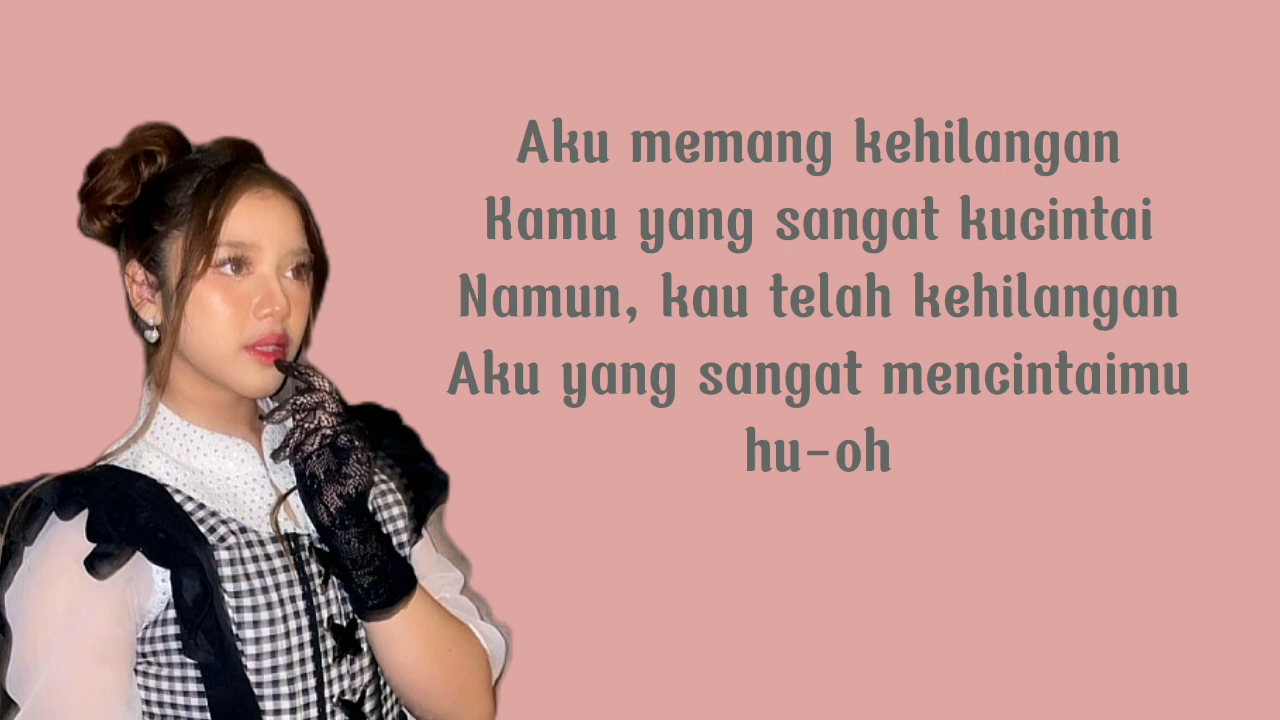 Aku memang kehilangan
Kamu yang sangat kucintai
Namun, kau telah kehilangan
Aku yang sangat mencintaimu
hu-oh